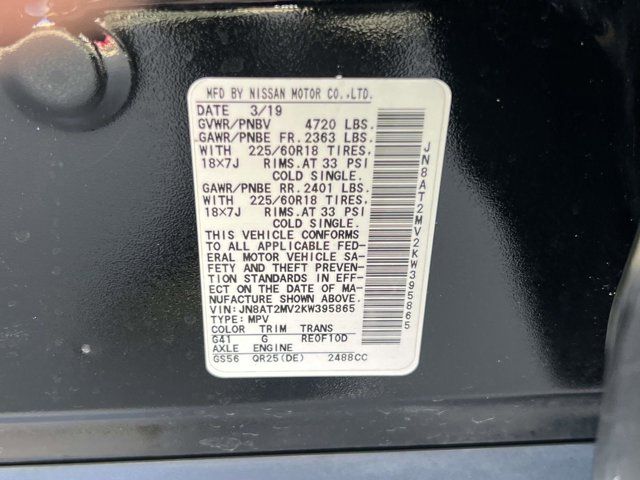 MFD BY NISSAN MOTOR CO.,LTD.
DATE 3/19
GVWR/PNBV 4720 LBS.
GAWR/PNBE FR. 2363 LBS.
WITH 225/60R18 TIRES.
18X7J RIMS.AT 33 PSI
COLD SINGLE.
GAWR/PNBE RR. 2401 LBS.
WITH 225/60R18 TIRES.
18X7J RIMS.AT 33 PSI
COLD SINGLE.
THIS VEHICLE CONFORMS
TO ALL APPLICABLE FED-
ERAL MOTOR VEHICLE SA-
FETY AND THEFT PREVEN-
TION STANDARDS IN EFF-
ECT ON THE DATE OF MA-
NUFACTURE SHOWN ABOVE.
VIN: JN8AT2MV2KW395865
TYPE: MPV
COLOR TRIM TRANS
G41 G RE0F10D
AXLE ENGINE
GS56 QR25(DE) 2488CC
JN8AT2MV2KW395865